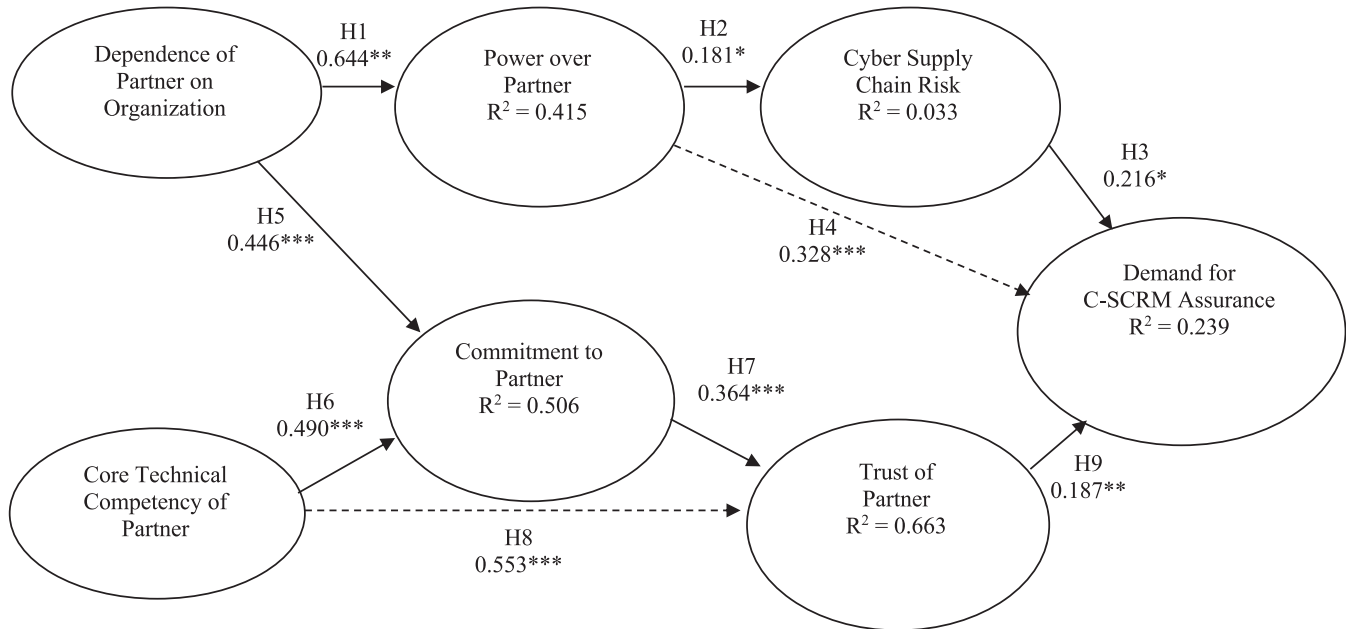 Dependence of
Partner on
Organization
H1
0.644**
Power over
Partner
R² = 0.415
H2
0.181*
Cyber Supply
Chain Risk
R² = 0.033
H3
0.216*
H4
0.328***
H5
0.446***
Demand for
C-SCRM Assurance
R² = 0.239
Commitment to
Partner
R² = 0.506
H6
0.490***
H7
0.364***
Core Technical
Competency of
Partner
H8
0.553***
Trust of
Partner
R² = 0.663
H9
0.187**